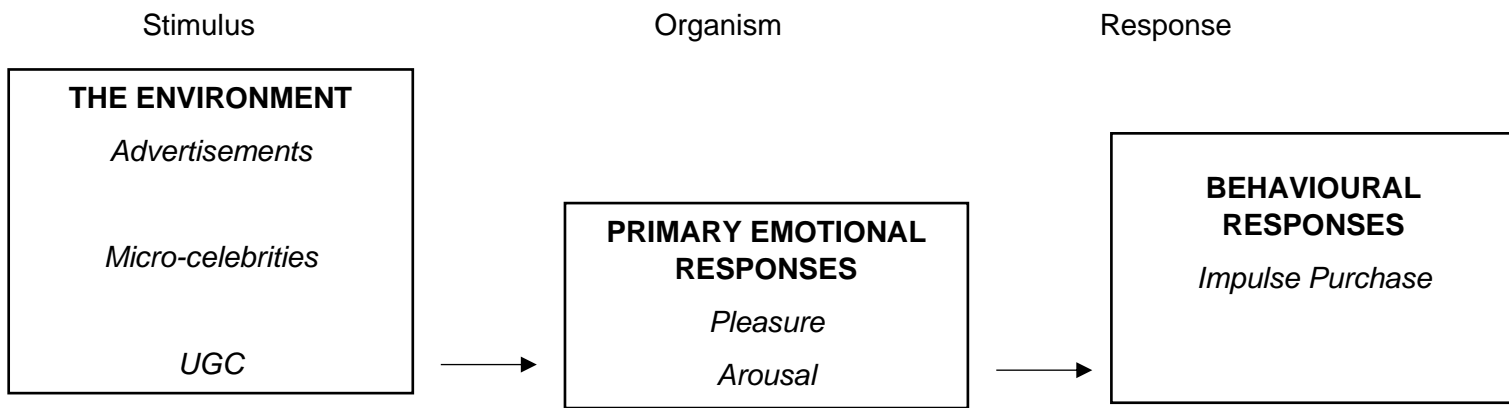 Stimulus
Organism
Response
THE ENVIRONMENT
Advertisements
Micro-celebrities
UGC
PRIMARY EMOTIONAL
RESPONSES
Pleasure
Arousal
BEHAVIOURAL
RESPONSES
Impulse Purchase